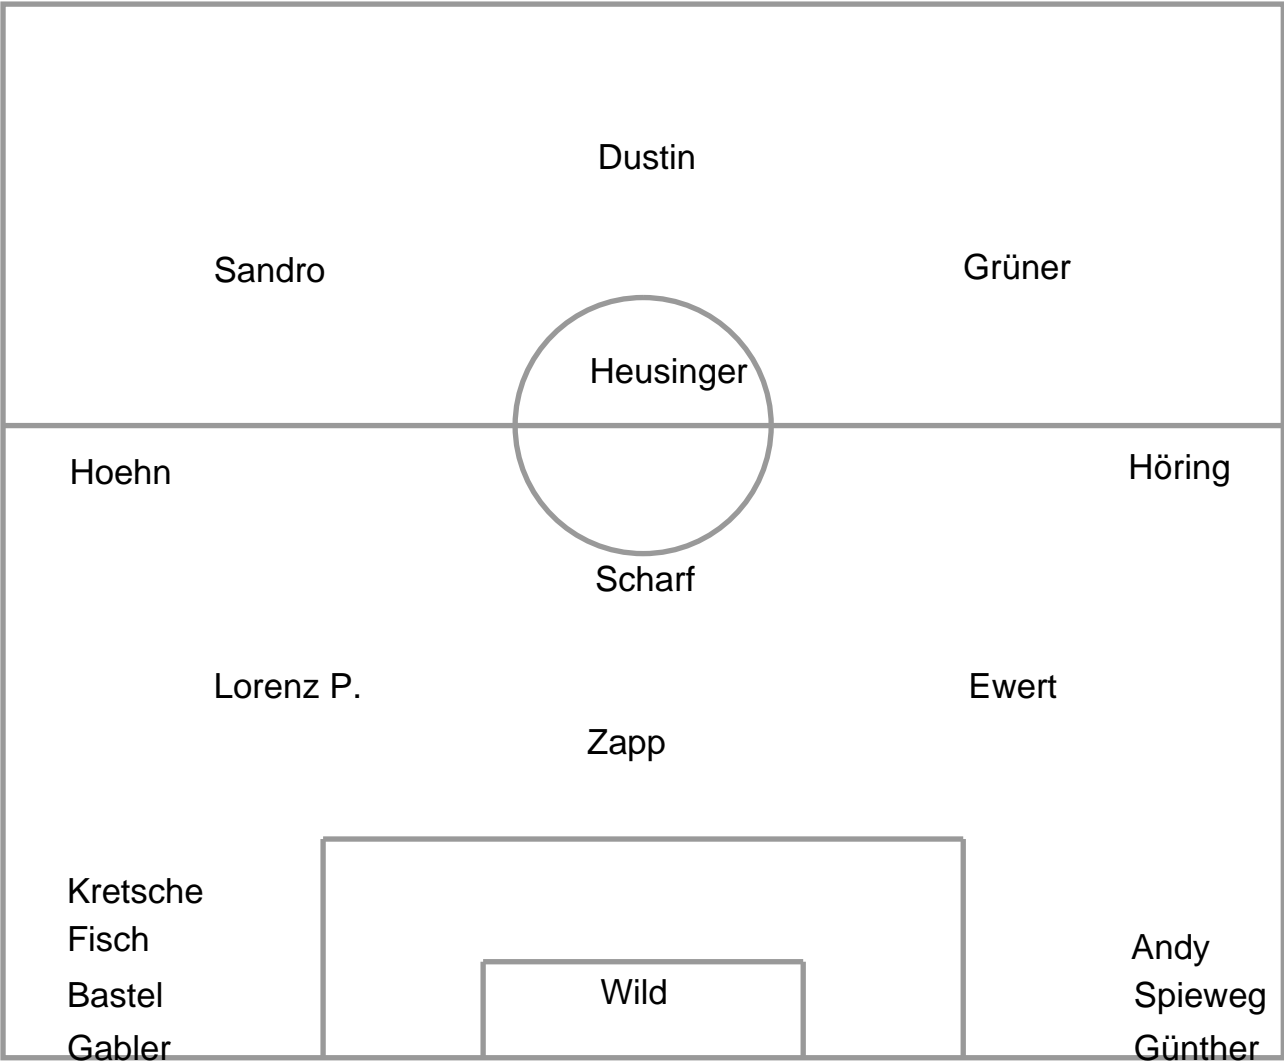 Dustin
Sandro
Grüner
Heusinger
Hoehn
Höring
Scharf
Lorenz P.
Ewert
Zapp
Kretsche
Fisch
Andy
Bastel
Wild
Spieweg
Gabler
Günther